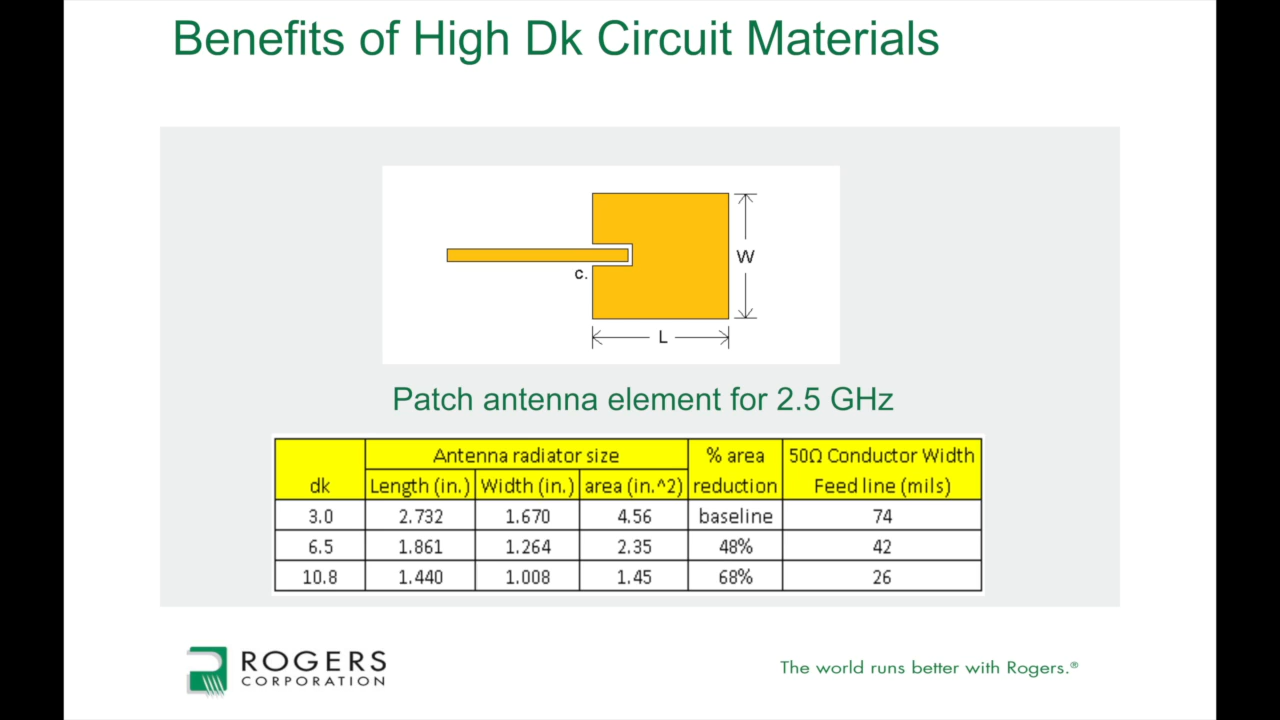 Benefits of High Dk Circuit Materials
W
c.
L
Patch antenna element for 2.5 GHz
Antenna radiator size % area 50Ω Conductor Width
dk Length (in.) Width (in.) area (in.^2) reduction Feed line (mils)
3.0 2.732 1.670 4.56 baseline 74
6.5 1.861 1.264 2.35 48% 42
10.8 1.440 1.008 1.45 68% 26
ROGERS
CORPORATION
The world runs better with Rogers.®